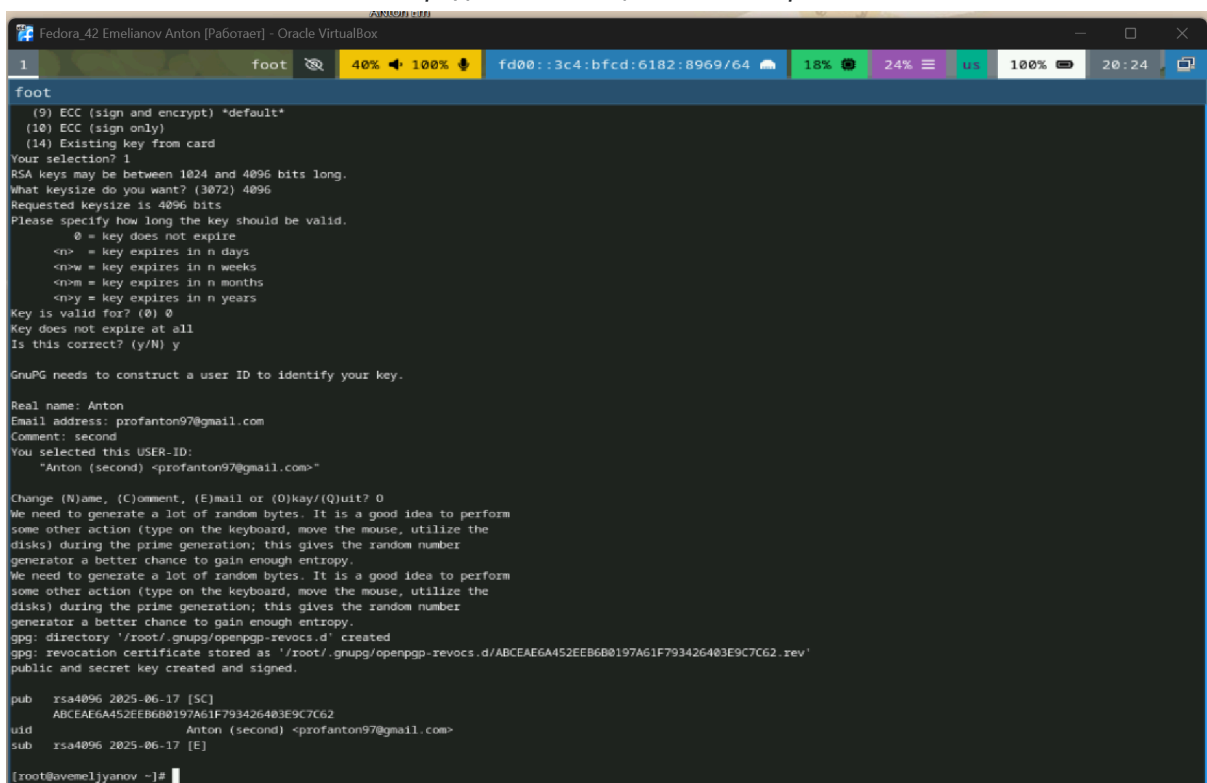 Fedora_42 Emelianov Anton [Работает] - Oracle VirtualBox
1 foot 40% 100% fd00::3c4:bfcd:6182:8969/64 18% 24% us 100% 20:24
foot
(9) ECC (sign and encrypt) *default*
(10) ECC (sign only)
(14) Existing key from card
Your selection? 1
RSA keys may be between 1024 and 4096 bits long.
What keysize do you want? (3072) 4096
Requested keysize is 4096 bits
Please specify how long the key should be valid.
0 = key does not expire
<n> = key expires in n days
<n>w = key expires in n weeks
<n>m = key expires in n months
<n>y = key expires in n years
Key is valid for? (0) 0
Key does not expire at all
Is this correct? (y/N) y
GnuPG needs to construct a user ID to identify your key.
Real name: Anton
Email address: profanton97@gmail.com
Comment: second
You selected this USER-ID:
"Anton (second) <profanton97@gmail.com>"
Change (N)ame, (C)omment, (E)mail or (O)kay/(Q)uit? O
We need to generate a lot of random bytes. It is a good idea to perform
some other action (type on the keyboard, move the mouse, utilize the
disks) during the prime generation; this gives the random number
generator a better chance to gain enough entropy.
We need to generate a lot of random bytes. It is a good idea to perform
some other action (type on the keyboard, move the mouse, utilize the
disks) during the prime generation; this gives the random number
generator a better chance to gain enough entropy.
gpg: directory '/root/.gnupg/openpgp-revocs.d' created
gpg: revocation certificate stored as '/root/.gnupg/openpgp-revocs.d/ABCEAE6A452EEB6B0197A61F793426403E9C7C62.rev'
public and secret key created and signed.
pub rsa4096 2025-06-17 [SC]
ABCEAE6A452EEB6B0197A61F793426403E9C7C62
uid Anton (second) <profanton97@gmail.com>
sub rsa4096 2025-06-17 [E]
[root@avemeljyanov ~]#